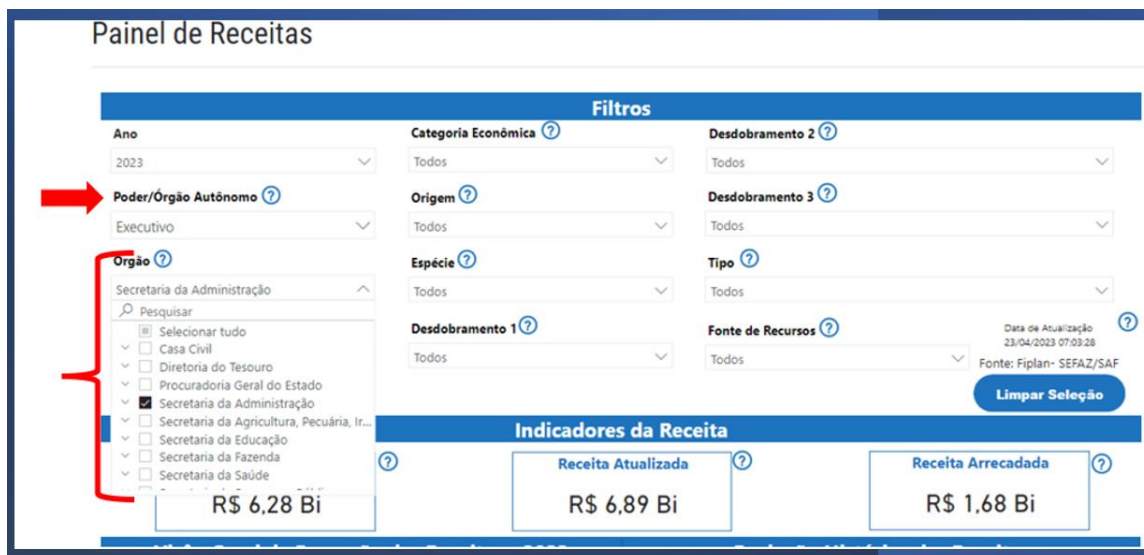 Painel de Receitas
Filtros
Ano
2023
Poder/Órgão Autônomo ?
Executivo
Orgão ?
Secretaria da Administração
Pesquisar
Selecionar tudo
Casa Civil
Diretoria do Tesouro
Procuradoria Geral do Estado
Secretaria da Administração
Secretaria da Agricultura, Pecuária, Ir...
Secretaria da Educação
Secretaria da Fazenda
Secretaria da Saúde
Categoria Econômica ?
Todos
Origem ?
Todos
Espécie ?
Todos
Desdobramento 1 ?
Todos
Desdobramento 2 ?
Todos
Desdobramento 3 ?
Todos
Tipo ?
Todos
Fonte de Recursos ?
Todos
Data de Atualização ?
23/04/2023 07:03:28
Fonte: Fiplan- SEFAZ/SAF
Limpar Seleção
Indicadores da Receita
?
R$ 6,28 Bi
Receita Atualizada ?
R$ 6,89 Bi
Receita Arrecadada ?
R$ 1,68 Bi